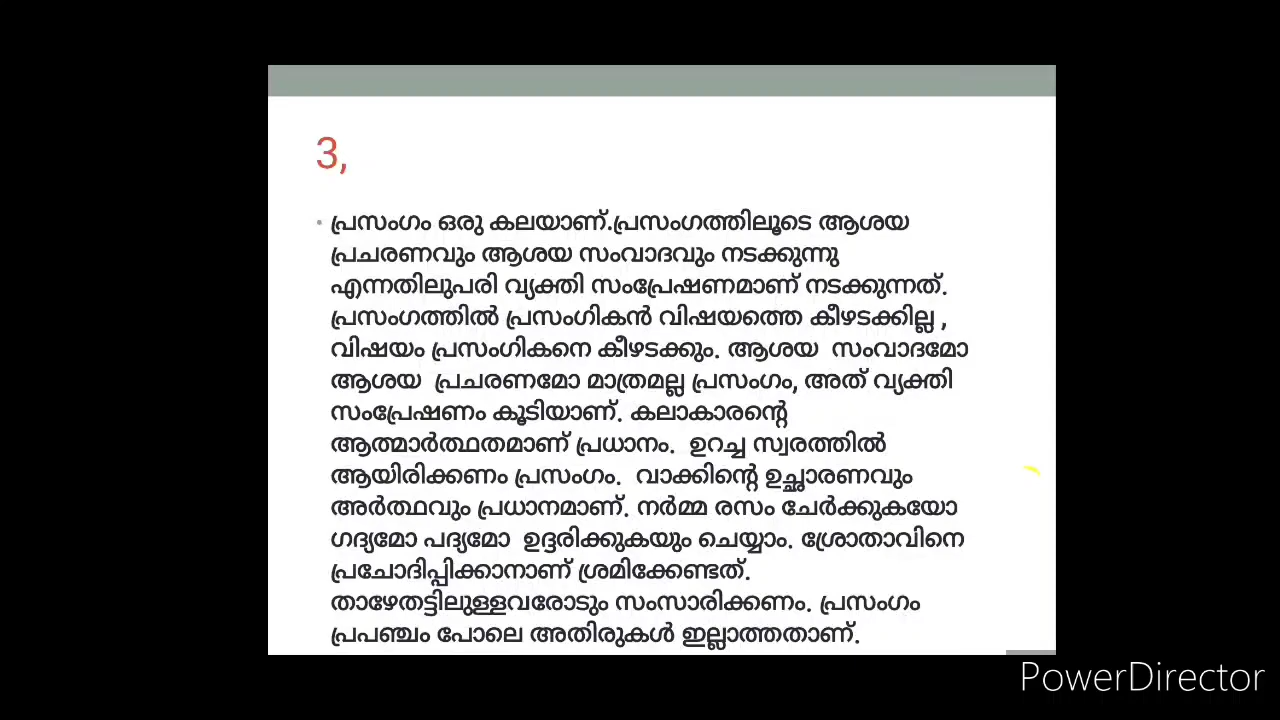 3,
• പ്രസംഗം ഒരു കലയാണ്.പ്രസംഗത്തിലൂടെ ആശയ
പ്രചരണവും ആശയ സംവാദവും നടക്കുന്നു
എന്നതിലുപരി വ്യക്തി സംപ്രേഷണമാണ് നടക്കുന്നത്.
പ്രസംഗത്തിൽ പ്രസംഗികൻ വിഷയത്തെ കീഴടക്കില്ല ,
വിഷയം പ്രസംഗികനെ കീഴടക്കും. ആശയ  സംവാദമോ
ആശയ  പ്രചരണമോ മാത്രമല്ല പ്രസംഗം, അത് വ്യക്തി
സംപ്രേഷണം കൂടിയാണ്. കലാകാരന്റെ
ആത്മാർത്ഥതമാണ് പ്രധാനം.  ഉറച്ച സ്വരത്തിൽ
ആയിരിക്കണം പ്രസംഗം.  വാക്കിന്റെ ഉച്ഛാരണവും
അർത്ഥവും പ്രധാനമാണ്. നർമ്മ രസം ചേർക്കുകയോ
ഗദ്യമോ പദ്യമോ  ഉദ്ദരിക്കുകയും ചെയ്യാം. ശ്രോതാവിനെ
പ്രചോദിപ്പിക്കാനാണ് ശ്രമിക്കേണ്ടത്.
താഴേതട്ടിലുള്ളവരോടും സംസാരിക്കണം. പ്രസംഗം
പ്രപഞ്ചം പോലെ അതിരുകൾ ഇല്ലാത്തതാണ്.
PowerDirector